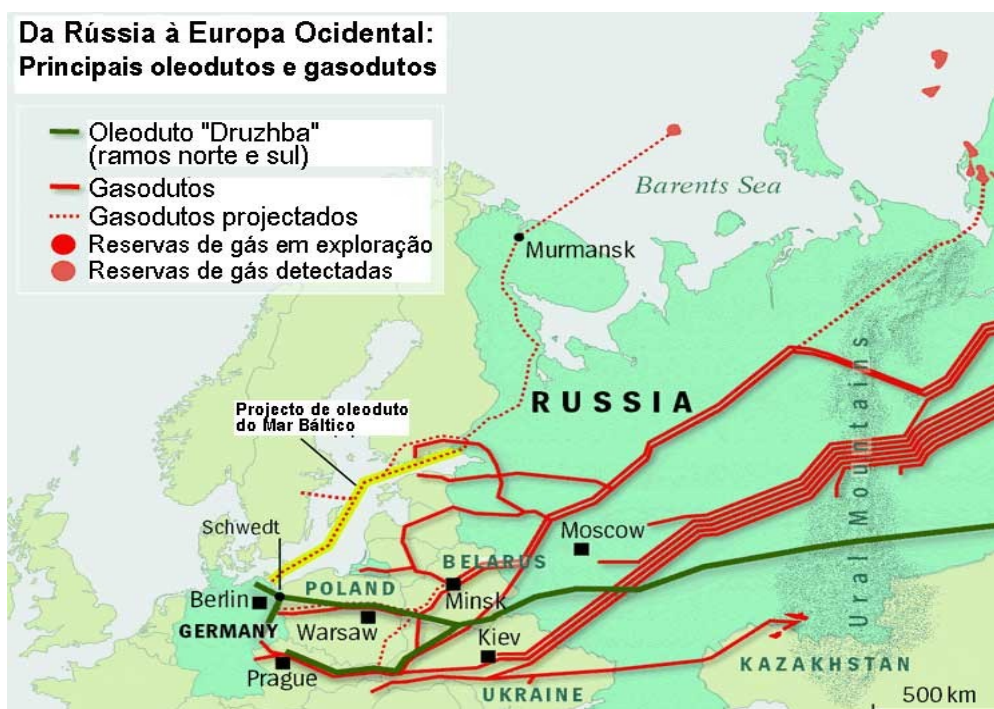 Da Rússia à Europa Ocidental:
Principais oleodutos e gasodutos
Oleoduto "Druzhba"
(ramos norte e sul)
Gasodutos
Gasodutos projectados
Reservas de gás em exploração
Reservas de gás detectadas
Barents Sea
Murmansk
RUSSIA
Projecto de oleoduto
do Mar Báltico
Ural Mountains
Schwedt
Moscow
BELARUS
POLAND
Minsk
Berlin
GERMANY
Warsaw
Kiev
Prague
UKRAINE
KAZAKHSTAN
500 km